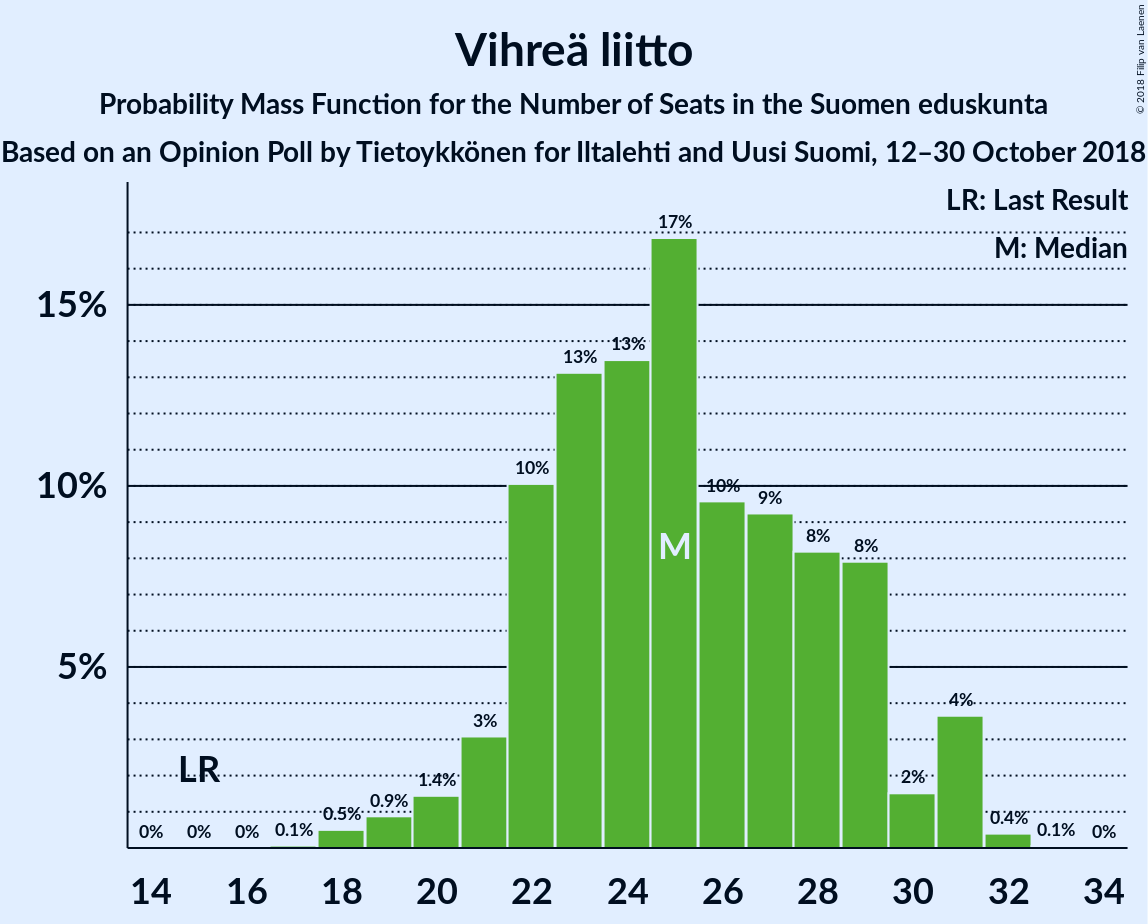 Vihreä liitto
Probability Mass Function for the Number of Seats in the Suomen eduskunta
Based on an Opinion Poll by Tietoykkönen for Iltalehti and Uusi Suomi, 12–30 October 2018
© 2018 Filip van Laenen
LR: Last Result
M: Median
15%
10%
5%
0%
0%
0%
0.1%
0.5%
0.9%
1.4%
3%
10%
13%
13%
17%
10%
9%
8%
8%
2%
4%
0.4%
0.1%
0%
LR
M
14 16 18 20 22 24 26 28 30 32 34